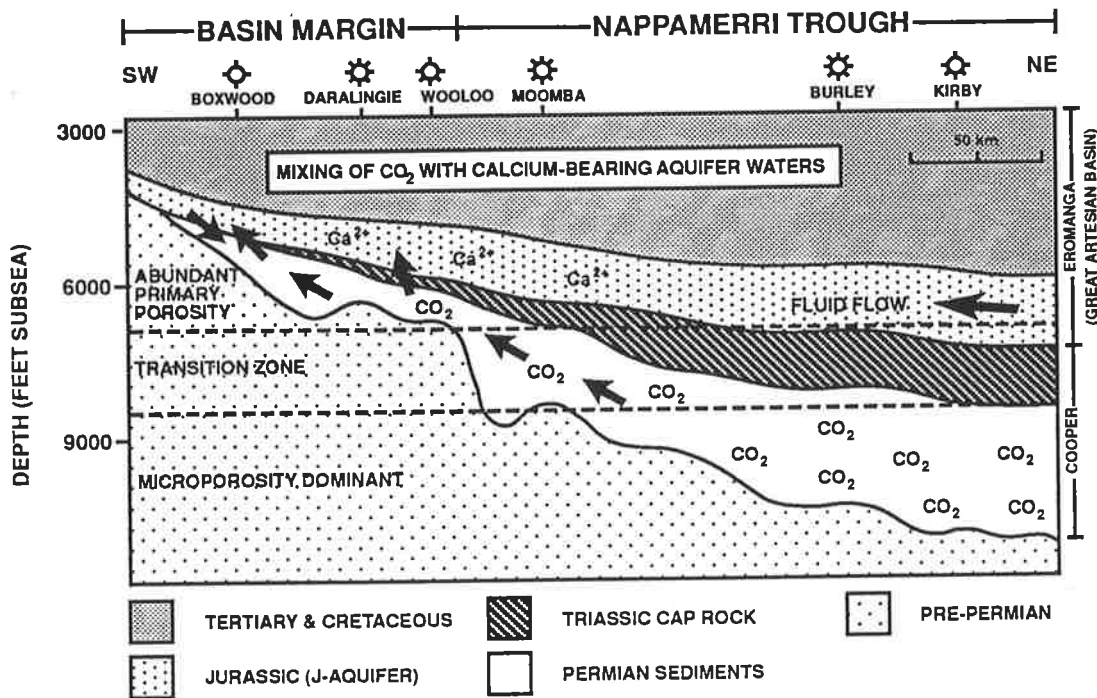 BASIN MARGIN
NAPPAMERRI TROUGH
SW
NE
BOXWOOD
DARALINGIE
WOOLOO
MOOMBA
BURLEY
KIRBY
3000
6000
9000
DEPTH (FEET SUBSEA)
50 km
MIXING OF CO₂ WITH CALCIUM-BEARING AQUIFER WATERS
Ca²⁺
Ca²⁺
Ca²⁺
ABUNDANT
PRIMARY
POROSITY
FLUID FLOW
CO₂
TRANSITION ZONE
CO₂
CO₂
MICROPOROSITY DOMINANT
CO₂
CO₂
CO₂
CO₂
CO₂
CO₂
CO₂
EROMANGA
(GREAT ARTESIAN BASIN)
COOPER
TERTIARY & CRETACEOUS
TRIASSIC CAP ROCK
PRE-PERMIAN
JURASSIC (J-AQUIFER)
PERMIAN SEDIMENTS